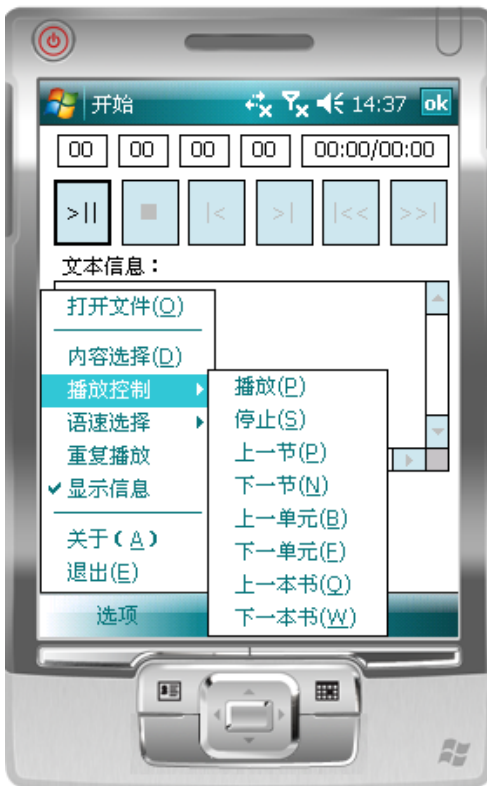 开始 14:37 ok
00 00 00 00 00:00/00:00
>|| ■ |< >| |<< >>|
文本信息：
打开文件(O)
内容选择(D)
播放控制
语速选择
重复播放
显示信息
关于(A)
退出(E)
播放(P)
停止(S)
上一节(P)
下一节(N)
上一单元(B)
下一单元(F)
上一本书(Q)
下一本书(W)
选项